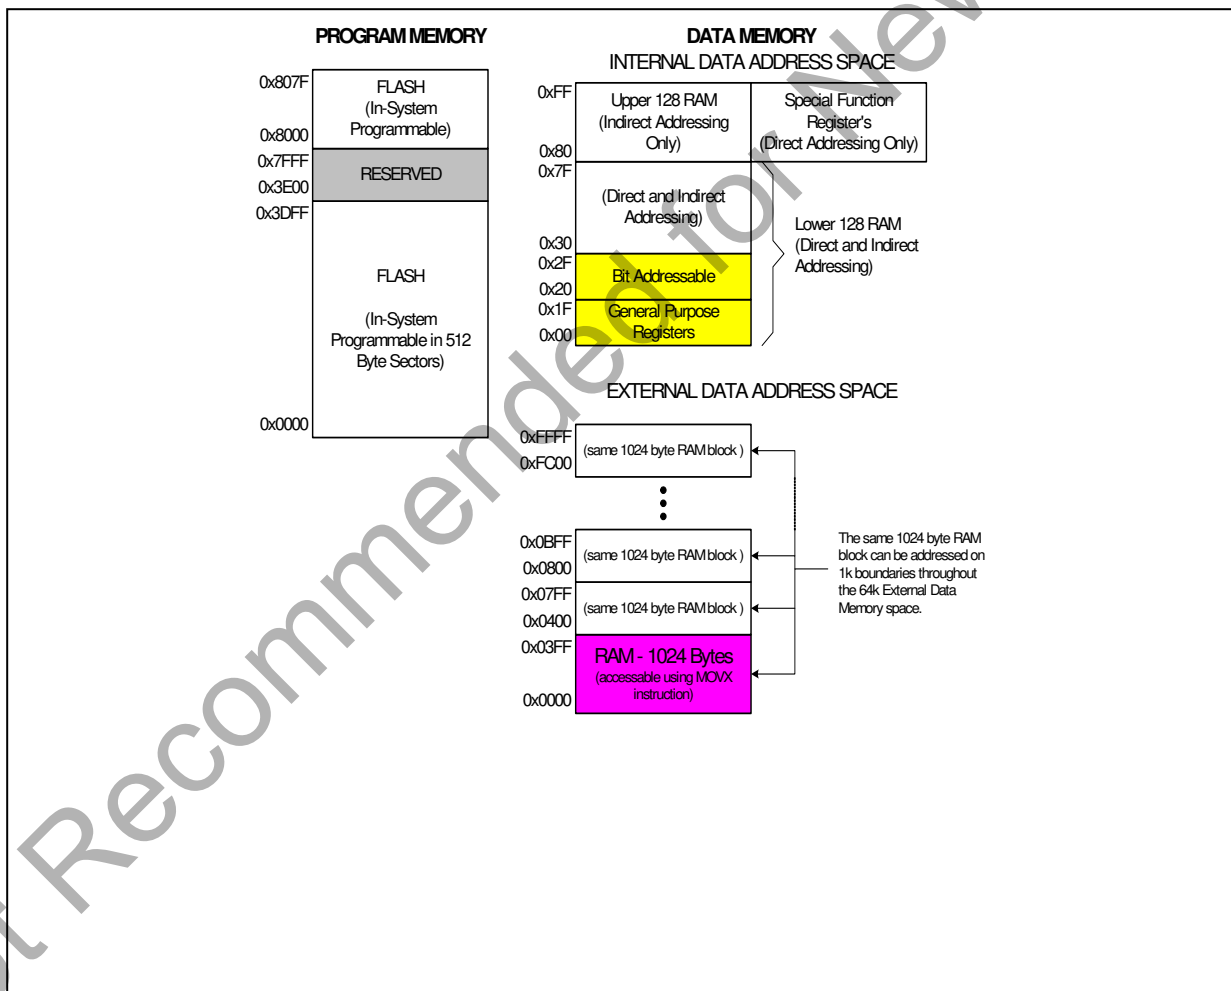 PROGRAM MEMORY
0x807F
0x8000
FLASH
(In-System
Programmable)
0x7FFF
0x3E00
RESERVED
0x3DFF
0x0000
FLASH
(In-System
Programmable in 512
Byte Sectors)
DATA MEMORY
INTERNAL DATA ADDRESS SPACE
0xFF
0x80
Upper 128 RAM
(Indirect Addressing
Only)
Special Function
Register's
(Direct Addressing Only)
0x7F
0x30
(Direct and Indirect
Addressing)
0x2F
0x20
Bit Addressable
0x1F
0x00
General Purpose
Registers
Lower 128 RAM
(Direct and Indirect
Addressing)
EXTERNAL DATA ADDRESS SPACE
0xFFFF
0xFC00
(same 1024 byte RAM block )
0x0BFF
0x0800
(same 1024 byte RAM block )
0x07FF
0x0400
(same 1024 byte RAM block )
0x03FF
0x0000
RAM - 1024 Bytes
(accessable using MOVX
instruction)
The same 1024 byte RAM
block can be addressed on
1k boundaries throughout
the 64k External Data
Memory space.
Recommended for New